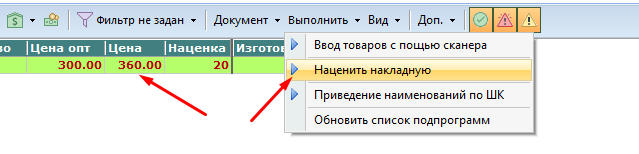 Фильтр не задан Документ Выполнить Вид Доп.
во Цена опт Цена Наценка Изготов
300.00 360.00 20
Ввод товаров с пощью сканера
Наценить накладную
Приведение наименований по ШК
Обновить список подпрограмм